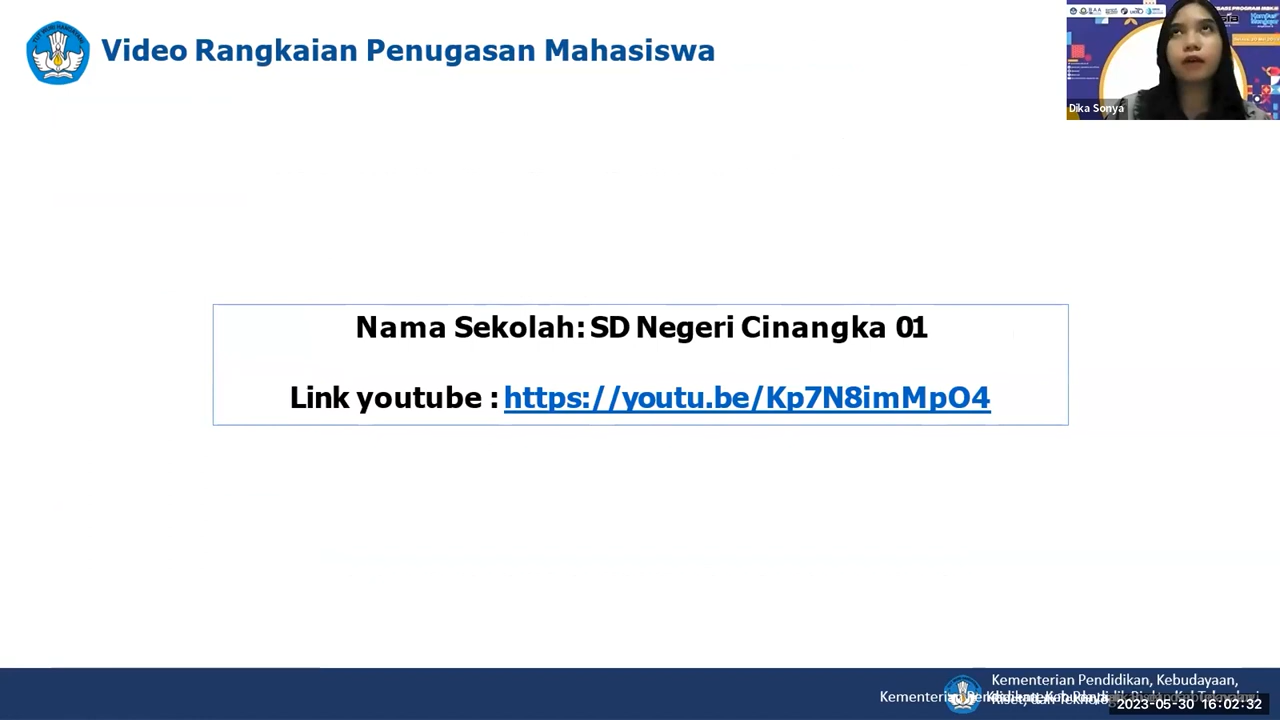 Video Rangkaian Penugasan Mahasiswa
Dika Sonya
Nama Sekolah: SD Negeri Cinangka 01
Link youtube : https://youtu.be/Kp7N8imMpO4
Kementerian Pendidikan, Kebudayaan,
2023-05-30 16:02:32